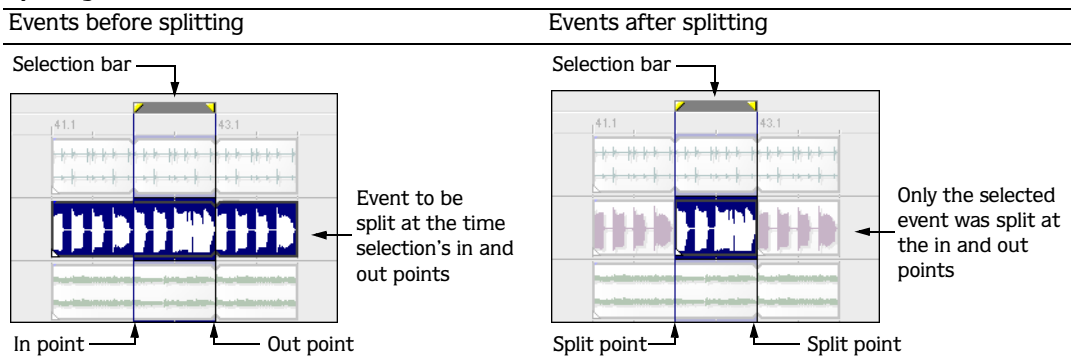 Events before splitting
Events after splitting
Selection bar
41.1
43.1
Event to be
split at the time
selection's in and
out points
In point
Out point
Selection bar
41.1
43.1
Only the selected
event was split at
the in and out
points
Split point
Split point